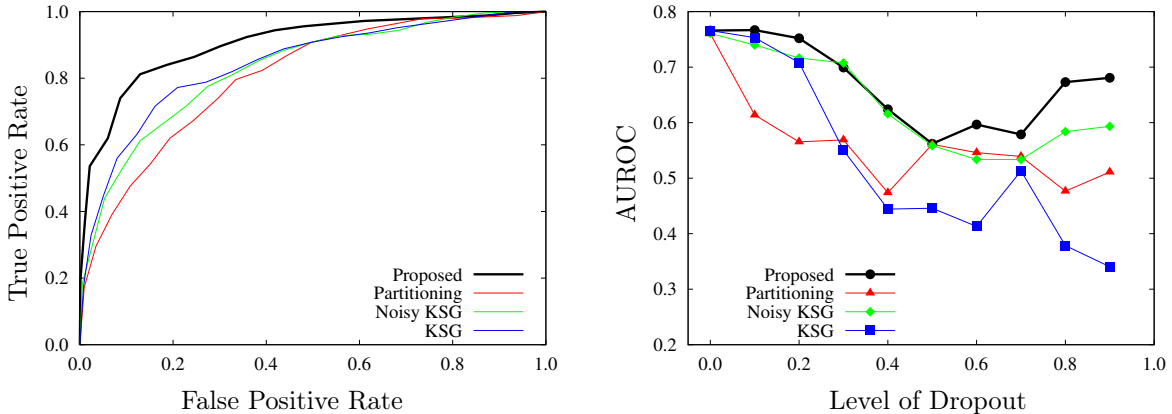 True Positive Rate
1.0
0.8
0.6
0.4
0.2
0.0
Proposed
Partitioning
Noisy KSG
KSG
0.0 0.2 0.4 0.6 0.8 1.0
False Positive Rate
AUROC
0.8
0.7
0.6
0.5
0.4
0.3
0.2
Proposed
Partitioning
Noisy KSG
KSG
0.0 0.2 0.4 0.6 0.8 1.0
Level of Dropout